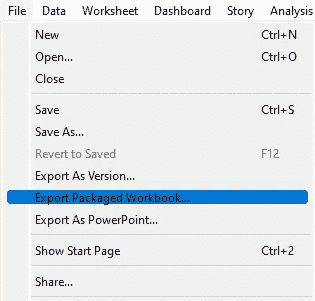 File Data Worksheet Dashboard Story Analysis
New Ctrl+N
Open... Ctrl+O
Close
Save Ctrl+S
Save As...
Revert to Saved F12
Export As Version...
Export Packaged Workbook...
Export As PowerPoint...
Show Start Page Ctrl+2
Share...